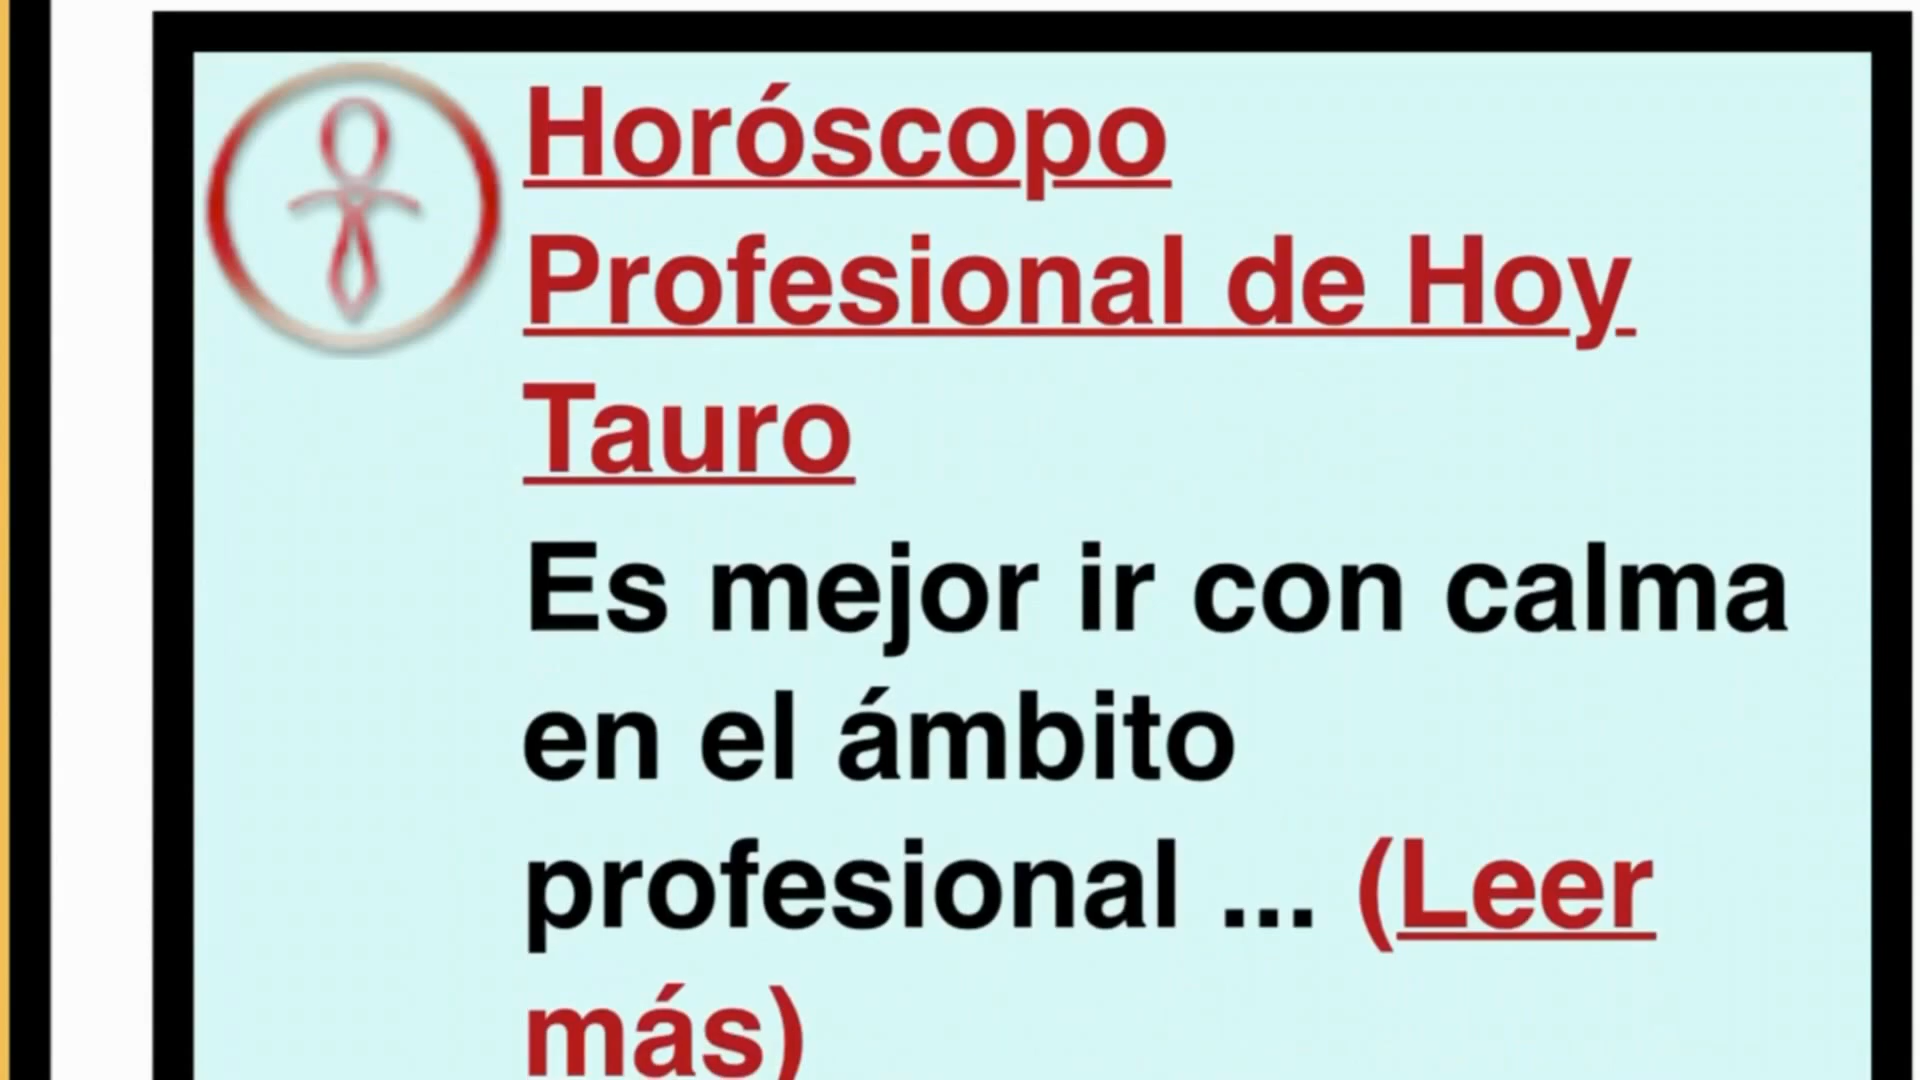 Horóscopo
Profesional de Hoy
Tauro
Es mejor ir con calma
en el ámbito
profesional ... (Leer
más)